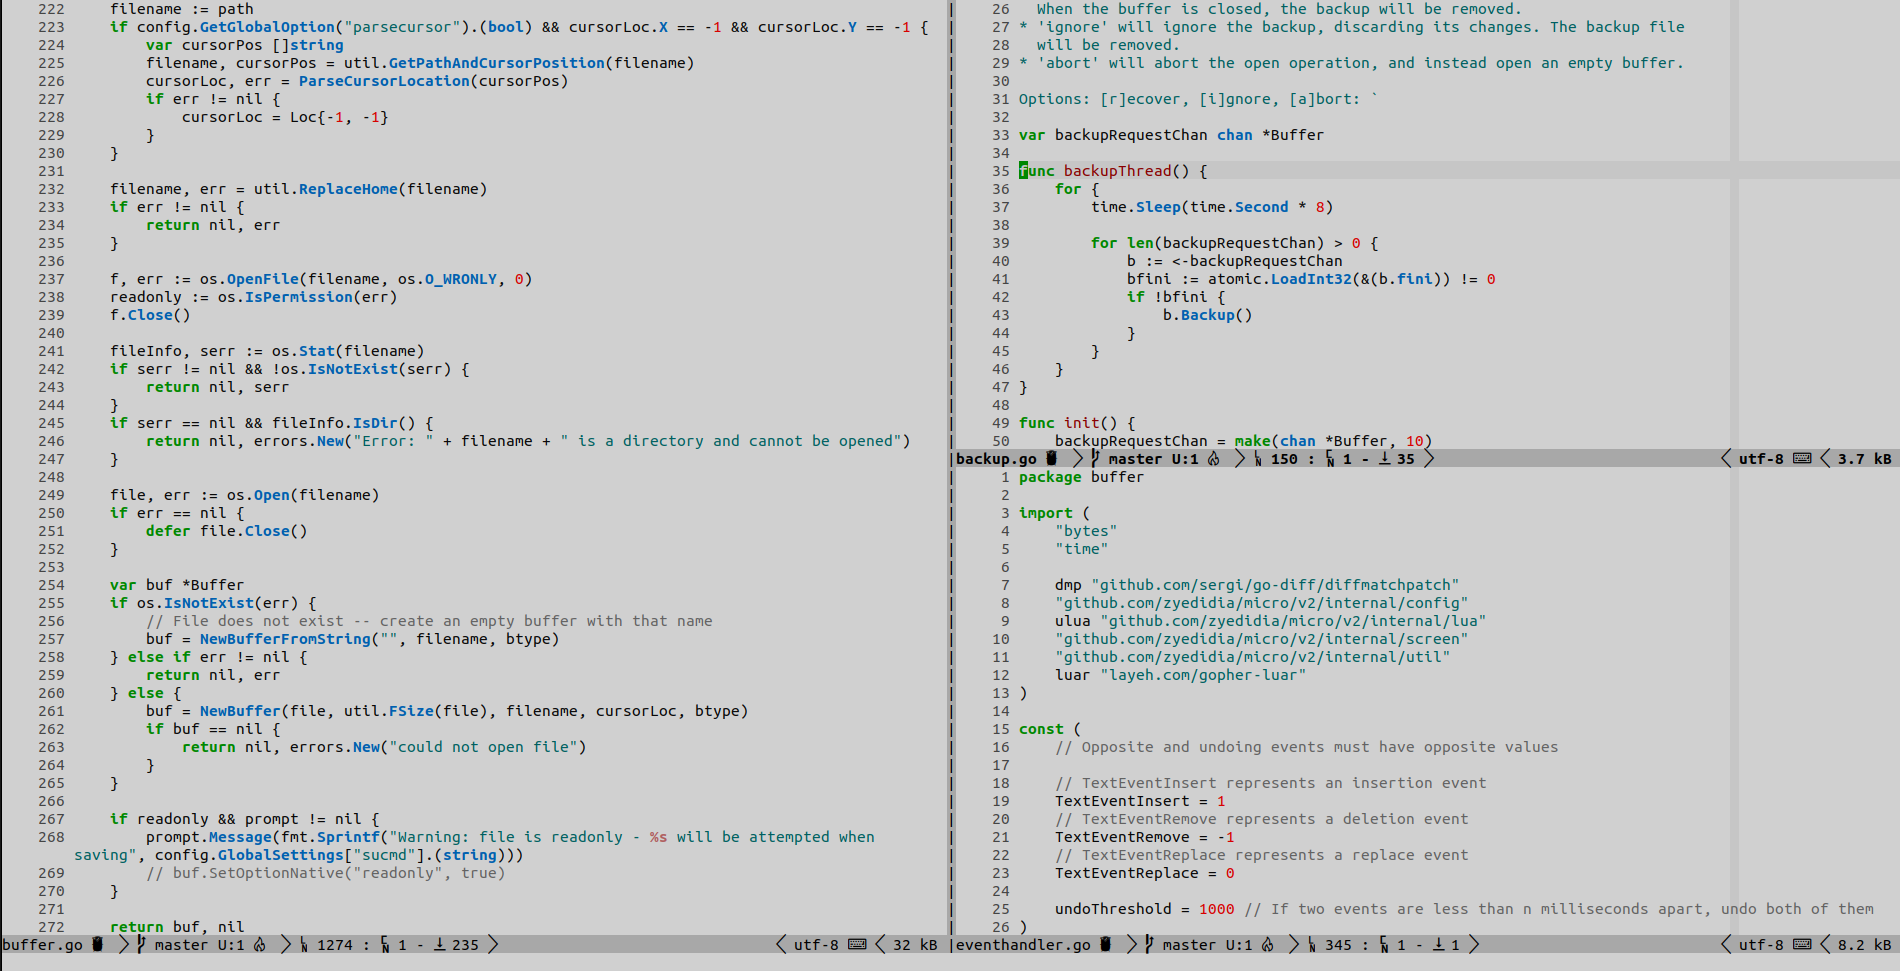 222     filename := path
223     if config.GetGlobalOption("parsecursor").(bool) && cursorLoc.X == -1 && cursorLoc.Y == -1 {
224         var cursorPos []string
225         filename, cursorPos = util.GetPathAndCursorPosition(filename)
226         cursorLoc, err = ParseCursorLocation(cursorPos)
227         if err != nil {
228             cursorLoc = Loc{-1, -1}
229         }
230     }
231
232     filename, err = util.ReplaceHome(filename)
233     if err != nil {
234         return nil, err
235     }
236
237     f, err := os.OpenFile(filename, os.O_WRONLY, 0)
238     readonly := os.IsPermission(err)
239     f.Close()
240
241     fileInfo, serr := os.Stat(filename)
242     if serr != nil && !os.IsNotExist(serr) {
243         return nil, serr
244     }
245     if serr == nil && fileInfo.IsDir() {
246         return nil, errors.New("Error: " + filename + " is a directory and cannot be opened")
247     }
248
249     file, err := os.Open(filename)
250     if err == nil {
251         defer file.Close()
252     }
253
254     var buf *Buffer
255     if os.IsNotExist(err) {
256         // File does not exist -- create an empty buffer with that name
257         buf = NewBufferFromString("", filename, btype)
258     } else if err != nil {
259         return nil, err
260     } else {
261         buf = NewBuffer(file, util.FSize(file), filename, cursorLoc, btype)
262         if buf == nil {
263             return nil, errors.New("could not open file")
264         }
265     }
266
267     if readonly && prompt != nil {
268         prompt.Message(fmt.Sprintf("Warning: file is readonly - %s will be attempted when
saving", config.GlobalSettings["sucmd"].(string)))
269         // buf.SetOptionNative("readonly", true)
270     }
271
272     return buf, nil
buffer.go master U:1 1274 : 1 - 235 utf-8 32 kB
26   When the buffer is closed, the backup will be removed.
27 * 'ignore' will ignore the backup, discarding its changes. The backup file
28   will be removed.
29 * 'abort' will abort the open operation, and instead open an empty buffer.
30
31 Options: [r]ecover, [i]gnore, [a]bort: `
32
33 var backupRequestChan chan *Buffer
34
35 func backupThread() {
36     for {
37         time.Sleep(time.Second * 8)
38
39         for len(backupRequestChan) > 0 {
40             b := <-backupRequestChan
41             bfini := atomic.LoadInt32(&(b.fini)) != 0
42             if !bfini {
43                 b.Backup()
44             }
45         }
46     }
47 }
48
49 func init() {
50     backupRequestChan = make(chan *Buffer, 10)
backup.go master U:1 150 : 1 - 35 utf-8 3.7 kB
1 package buffer
2
3 import (
4     "bytes"
5     "time"
6
7     dmp "github.com/sergi/go-diff/diffmatchpatch"
8     "github.com/zyedidia/micro/v2/internal/config"
9     ulua "github.com/zyedidia/micro/v2/internal/lua"
10     "github.com/zyedidia/micro/v2/internal/screen"
11     "github.com/zyedidia/micro/v2/internal/util"
12     luar "layeh.com/gopher-luar"
13 )
14
15 const (
16     // Opposite and undoing events must have opposite values
17
18     // TextEventInsert represents an insertion event
19     TextEventInsert = 1
20     // TextEventRemove represents a deletion event
21     TextEventRemove = -1
22     // TextEventReplace represents a replace event
23     TextEventReplace = 0
24
25     undoThreshold = 1000 // If two events are less than n milliseconds apart, undo both of them
26 )
eventhandler.go master U:1 345 : 1 - 1 utf-8 8.2 kB